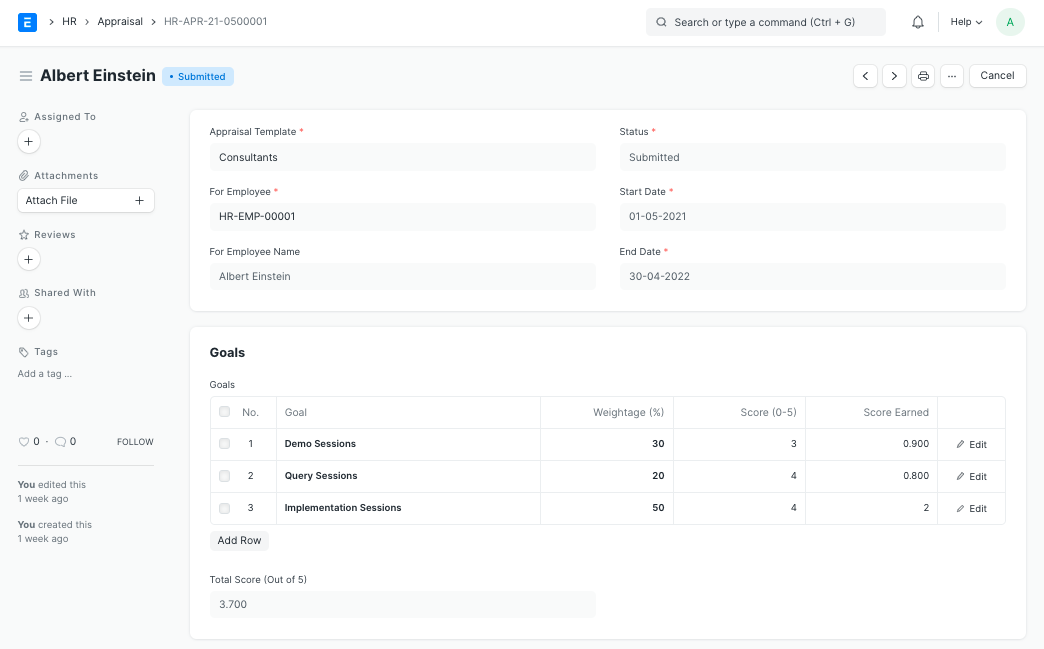 E HR Appraisal HR-APR-21-0500001 Search or type a command (Ctrl + G) Help A
Albert Einstein • Submitted ... Cancel
Assigned To
+
Attachments
Attach File +
Reviews
+
Shared With
+
Tags
Add a tag ...
0 · 0 FOLLOW
You edited this
1 week ago
You created this
1 week ago
Appraisal Template * Status *
Consultants Submitted
For Employee * Start Date *
HR-EMP-00001 01-05-2021
For Employee Name End Date *
Albert Einstein 30-04-2022
Goals
Goals
No. Goal Weightage (%) Score (0-5) Score Earned
1 Demo Sessions 30 3 0.900 Edit
2 Query Sessions 20 4 0.800 Edit
3 Implementation Sessions 50 4 2 Edit
Add Row
Total Score (Out of 5)
3.700